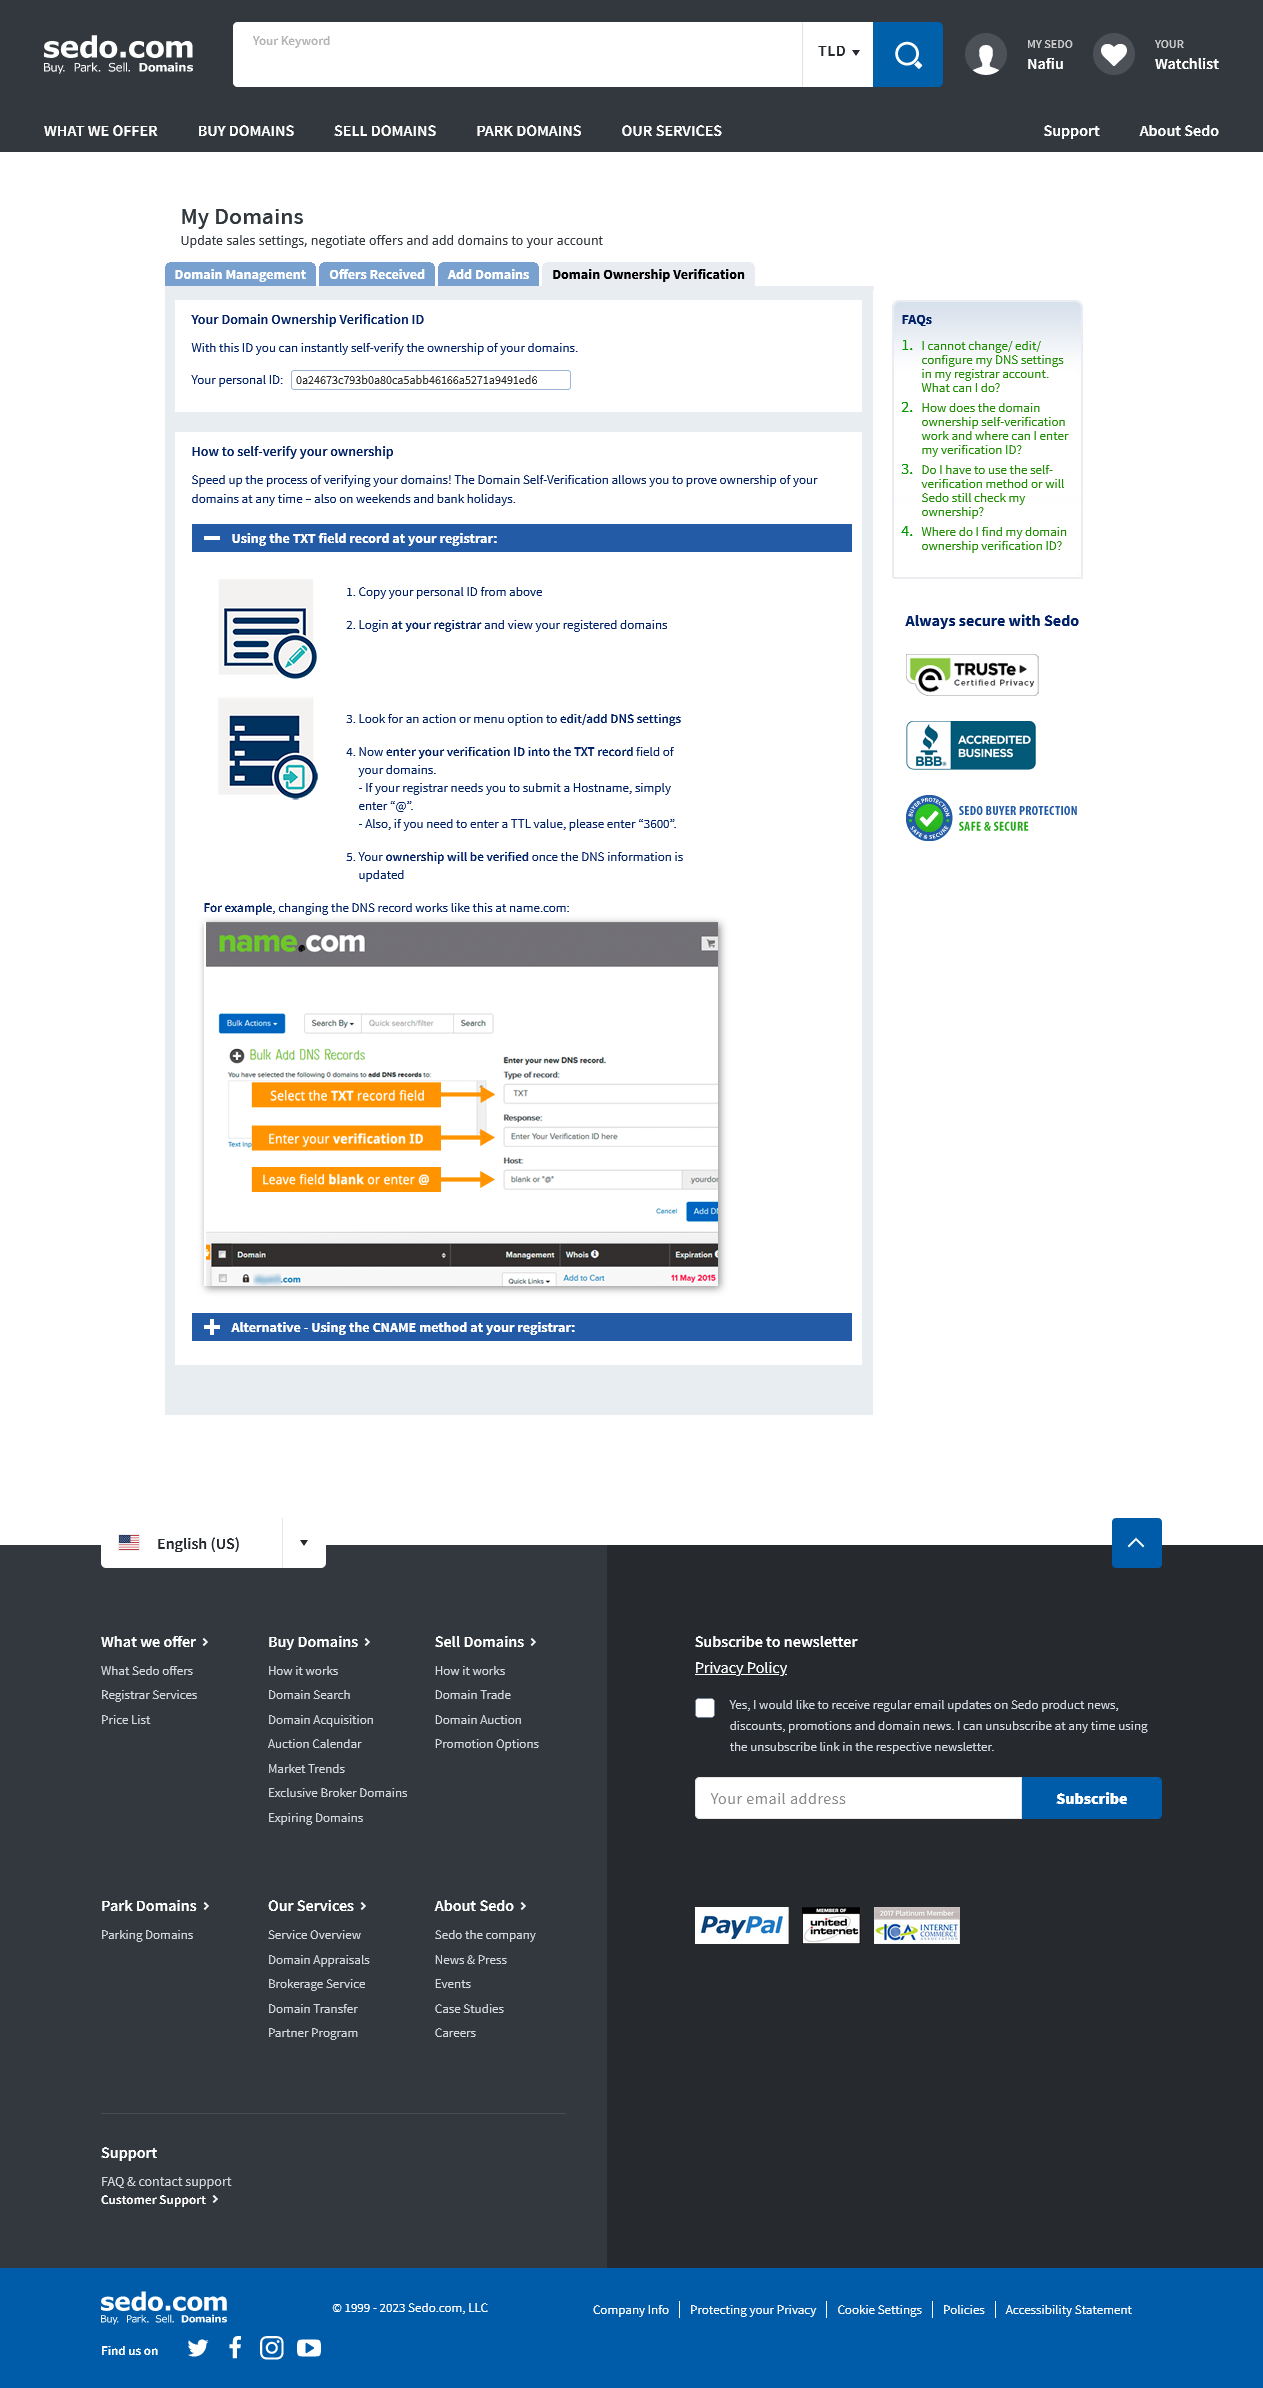 sedo.com
Buy. Park. Sell. Domains
Your Keyword
TLD
MY SEDO
Nafiu
YOUR
Watchlist
WHAT WE OFFER
BUY DOMAINS
SELL DOMAINS
PARK DOMAINS
OUR SERVICES
Support
About Sedo
My Domains
Update sales settings, negotiate offers and add domains to your account
Domain Management
Offers Received
Add Domains
Domain Ownership Verification
Your Domain Ownership Verification ID
With this ID you can instantly self-verify the ownership of your domains.
Your personal ID: 0a24673c793b0a80ca5abb46166a5271a9491ed6
How to self-verify your ownership
Speed up the process of verifying your domains! The Domain Self-Verification allows you to prove ownership of your
domains at any time – also on weekends and bank holidays.
Using the TXT field record at your registrar:
1. Copy your personal ID from above
2. Login at your registrar and view your registered domains
3. Look for an action or menu option to edit/add DNS settings
4. Now enter your verification ID into the TXT record field of
your domains.
- If your registrar needs you to submit a Hostname, simply
enter “@”.
- Also, if you need to enter a TTL value, please enter “3600”.
5. Your ownership will be verified once the DNS information is
updated
For example, changing the DNS record works like this at name.com:
name.com
Bulk Actions
Search By
Quick search/filter
Search
Bulk Add DNS Records
You have selected the following 0 domains to add DNS records to:
Select the TXT record field
Enter your verification ID
Text Inp
Leave field blank or enter @
Enter your new DNS record.
Type of record:
TXT
Response:
Enter Your Verification ID here
Host:
blank or "@"
.yourdor
Cancel
Add D
Domain
Management
Whois
Expiration
.com
Quick Links
Add to Cart
11 May 2015
Alternative - Using the CNAME method at your registrar:
FAQs
1. I cannot change/ edit/
configure my DNS settings
in my registrar account.
What can I do?
2. How does the domain
ownership self-verification
work and where can I enter
my verification ID?
3. Do I have to use the self-
verification method or will
Sedo still check my
ownership?
4. Where do I find my domain
ownership verification ID?
Always secure with Sedo
TRUSTe
Certified Privacy
BBB.
ACCREDITED
BUSINESS
BUYER PROTECTION
SAFE & SECURE
SEDO BUYER PROTECTION
SAFE & SECURE
English (US)
What we offer
What Sedo offers
Registrar Services
Price List
Buy Domains
How it works
Domain Search
Domain Acquisition
Auction Calendar
Market Trends
Exclusive Broker Domains
Expiring Domains
Sell Domains
How it works
Domain Trade
Domain Auction
Promotion Options
Subscribe to newsletter
Privacy Policy
Yes, I would like to receive regular email updates on Sedo product news,
discounts, promotions and domain news. I can unsubscribe at any time using
the unsubscribe link in the respective newsletter.
Your email address
Subscribe
Park Domains
Parking Domains
Our Services
Service Overview
Domain Appraisals
Brokerage Service
Domain Transfer
Partner Program
About Sedo
Sedo the company
News & Press
Events
Case Studies
Careers
PayPal
MEMBER OF
united
internet
2017 Platinum Member
ICA
INTERNET
COMMERCE
ASSOCIATION
Support
FAQ & contact support
Customer Support
sedo.com
Buy. Park. Sell. Domains
© 1999 - 2023 Sedo.com, LLC
Company Info
Protecting your Privacy
Cookie Settings
Policies
Accessibility Statement
Find us on